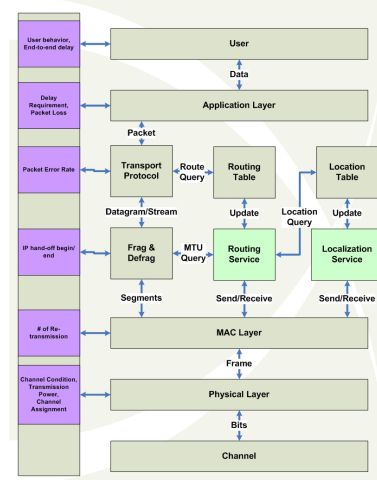 User behavior,
End-to-end delay
User
Data
Delay
Requirement,
Packet Loss
Application Layer
Packet
Packet Error Rate
Transport
Protocol
Route
Query
Routing
Table
Location
Table
Datagram/Stream
Update
Location
Query
Update
IP hand-off begin/
end
Frag &
Defrag
MTU
Query
Routing
Service
Localization
Service
Segments
Send/Receive
Send/Receive
# of Re-
transmission
MAC Layer
Frame
Channel Condition,
Transmission
Power,
Channel
Assignment
Physical Layer
Bits
Channel